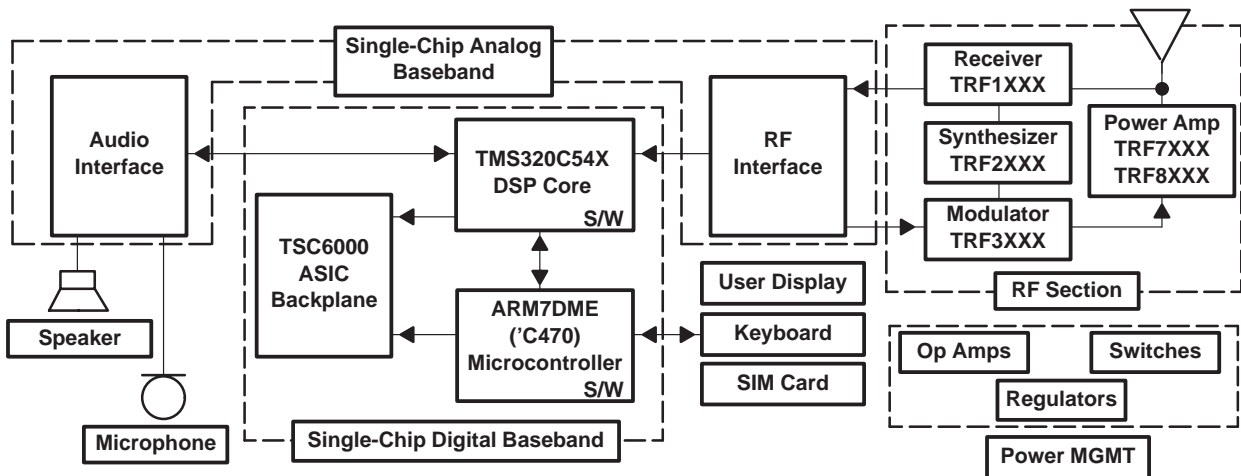 Single-Chip Analog
Baseband
Audio
Interface
TMS320C54X
DSP Core
S/W
TSC6000
ASIC
Backplane
ARM7DME
('C470)
Microcontroller
S/W
Single-Chip Digital Baseband
Speaker
Microphone
RF
Interface
User Display
Keyboard
SIM Card
Receiver
TRF1XXX
Synthesizer
TRF2XXX
Modulator
TRF3XXX
Power Amp
TRF7XXX
TRF8XXX
RF Section
Op Amps
Switches
Regulators
Power MGMT